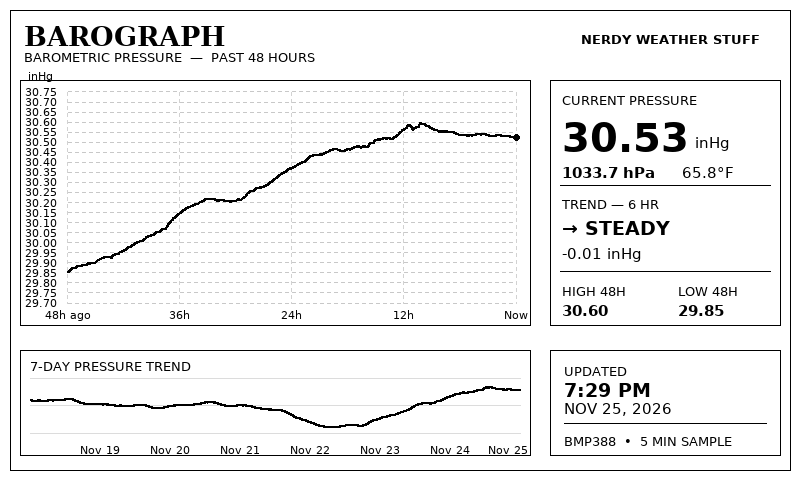 BAROGRAPH
BAROMETRIC PRESSURE — PAST 48 HOURS
NERDY WEATHER STUFF
inHg
30.75
30.70
30.65
30.60
30.55
30.50
30.45
30.40
30.35
30.30
30.25
30.20
30.15
30.10
30.05
30.00
29.95
29.90
29.85
29.80
29.75
29.70
48h ago 36h 24h 12h Now
CURRENT PRESSURE
30.53 inHg
1033.7 hPa 65.8°F
TREND — 6 HR
→ STEADY
-0.01 inHg
HIGH 48H LOW 48H
30.60 29.85
7-DAY PRESSURE TREND
Nov 19 Nov 20 Nov 21 Nov 22 Nov 23 Nov 24 Nov 25
UPDATED
7:29 PM
NOV 25, 2026
BMP388 • 5 MIN SAMPLE